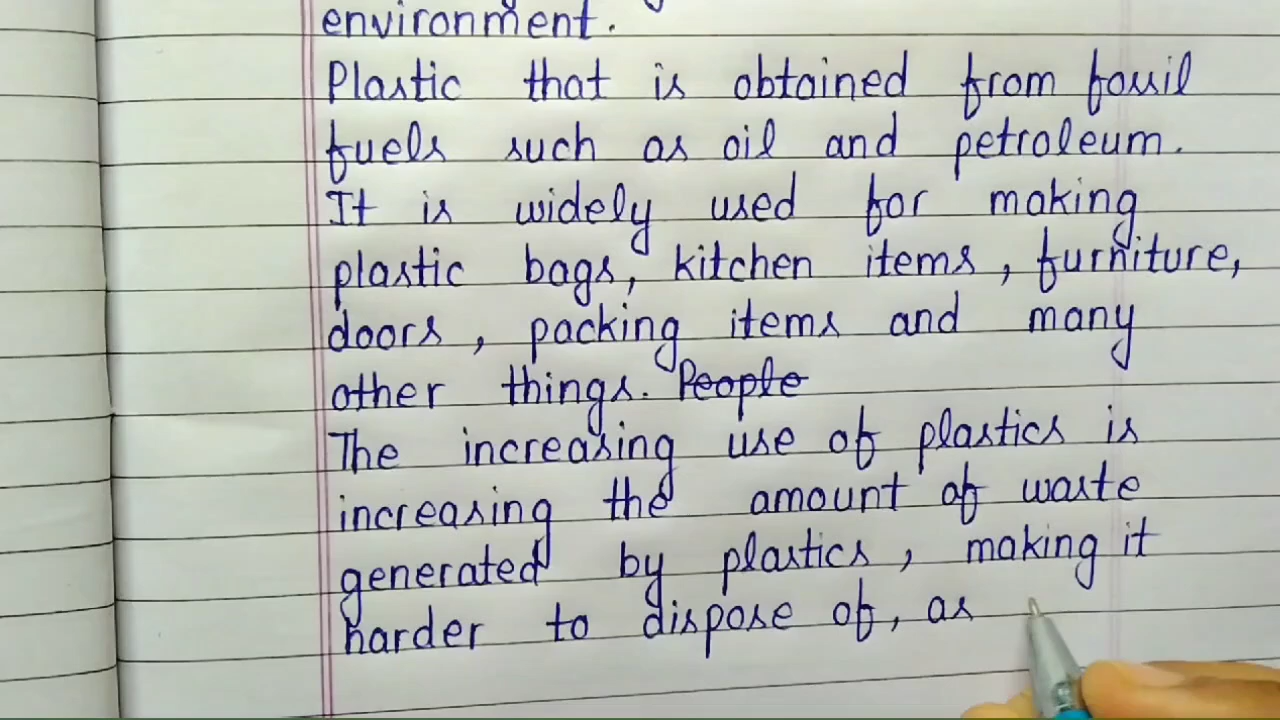 environment.
Plastic that is obtained from fossil
fuels such as oil and petroleum.
It is widely used for making
plastic bags, kitchen items, furniture,
doors, packing items and many
other things. People
The increasing use of plastics is
increasing the amount of waste
generated by plastics, making it
harder to dispose of, as